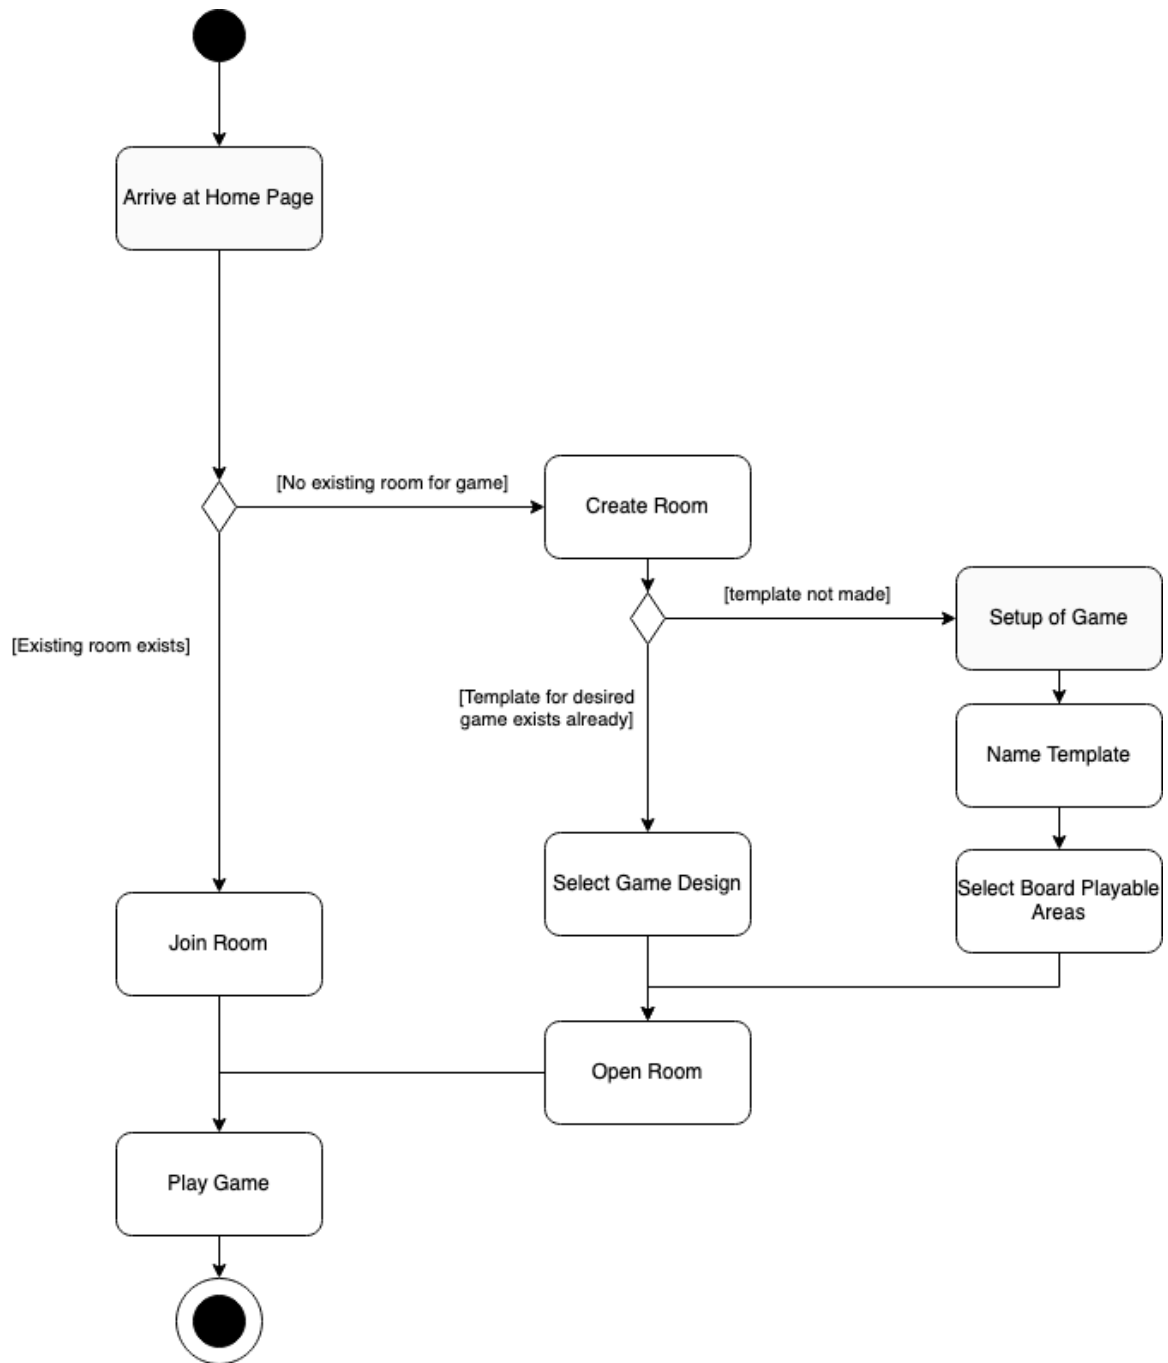 Arrive at Home Page
[No existing room for game]
Create Room
[template not made]
Setup of Game
[Existing room exists]
[Template for desired
game exists already]
Name Template
Select Game Design
Select Board Playable
Areas
Join Room
Open Room
Play Game